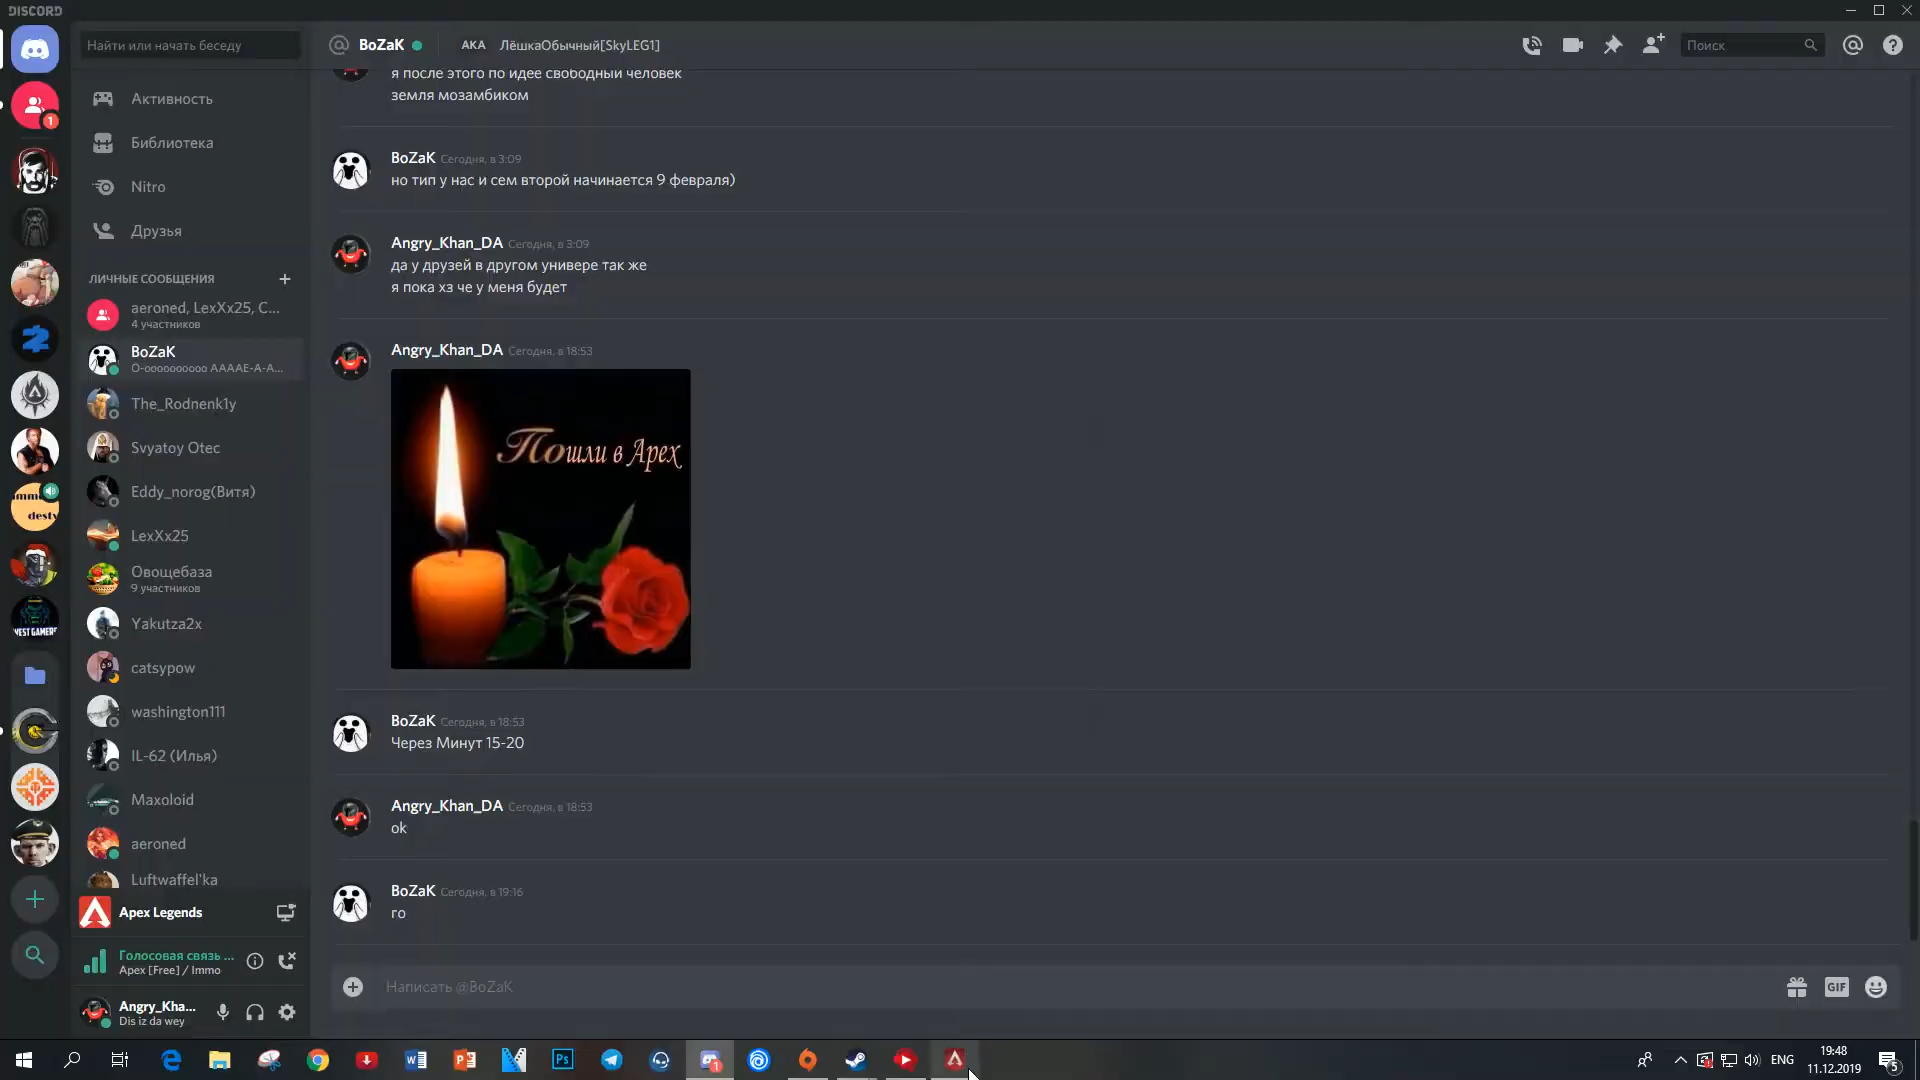 DISCORD
Найти или начать беседу
BoZaK
AKA ЛёшкаОбычный[SkyLEG1]
Поиск
Активность
Библиотека
Nitro
Друзья
ЛИЧНЫЕ СООБЩЕНИЯ
aeroned, LexXx25, C...
4 участников
BoZaK
O-oooooooooo AAAAE-A-A...
The_Rodnenk1y
Svyatoy Otec
Eddy_norog(Витя)
LexXx25
Овощебаза
9 участников
Yakutza2x
catsypow
washington111
IL-62 (Илья)
Maxoloid
aeroned
Luftwaffel'ka
Apex Legends
Голосовая связь ...
Apex [Free] / Immo
Angry_Kha...
Dis iz da wey
я после этого по идее свободный человек
земля мозамбиком
BoZaK Сегодня, в 3:09
но тип у нас и сем второй начинается 9 февраля)
Angry_Khan_DA Сегодня, в 3:09
да у друзей в другом универе так же
я пока хз че у меня будет
Angry_Khan_DA Сегодня, в 18:53
Пошли в Apex
BoZaK Сегодня, в 18:53
Через Минут 15-20
Angry_Khan_DA Сегодня, в 18:53
ok
BoZaK Сегодня, в 19:16
го
Написать @BoZaK
GIF
1
desty
WEST GAMERS
ENG
19:48
11.12.2019
5